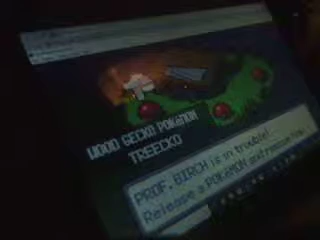 WOOD GECKO POKéMON
TREECKO
PROF. BIRCH is in trouble!
Release a POKéMON and rescue him!